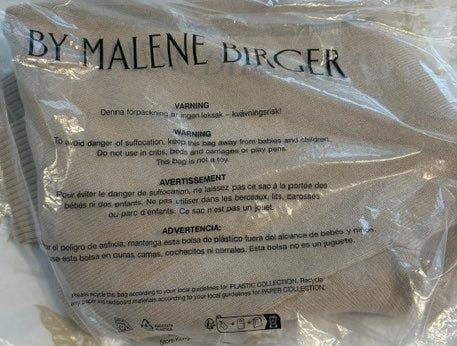 BY MALENE BIRGER
VARNING
Denna förpackning är ingen leksak – kvävningsrisk!
WARNING
To avoid danger of suffocation, keep this bag away from babies and children.
Do not use in cribs, beds and carriages or play pens.
This bag is not a toy.
AVERTISSEMENT
Pour éviter le danger de suffocation, ne laissez pas ce sac à la portée des
bébés ni des enfants. Ne pas utiliser dans les berceaux, lits, carosses
ou parc d'enfants. Ce sac n'est pas un jouet.
ADVERTENCIA:
ar el peligro de asfixia, mantenga esta bolsa de plástico fuera del alcance de bebés y niños.
use esta bolsa en cunas, camas, cochecitos ni corrales. Esta bolsa no es un juguete.
Please recycle this bag according to your local guidelines for PLASTIC COLLECTION. Recycle
any paper and cardboard materials according to your local guidelines for PAPER COLLECTION.